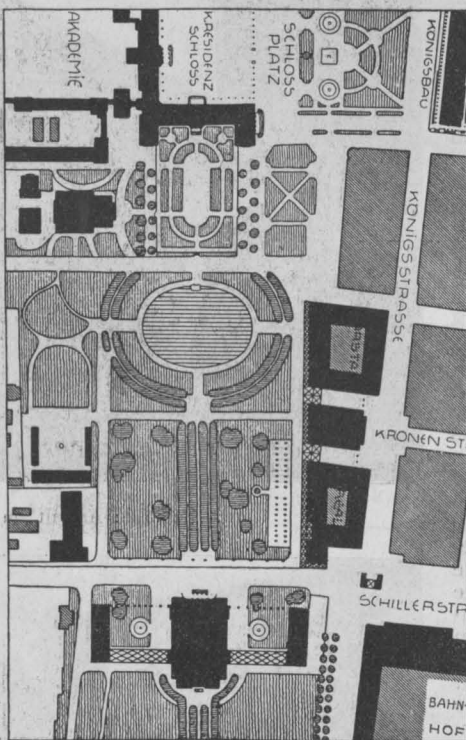 AKADEMIE
RESIDENZ
SCHLOSS
SCHLOSS
PLATZ
KÖNIGSBAU
KÖNIGSSTRASSE
KRONEN ST
SCHILLERSTR
BAHN-
HOF